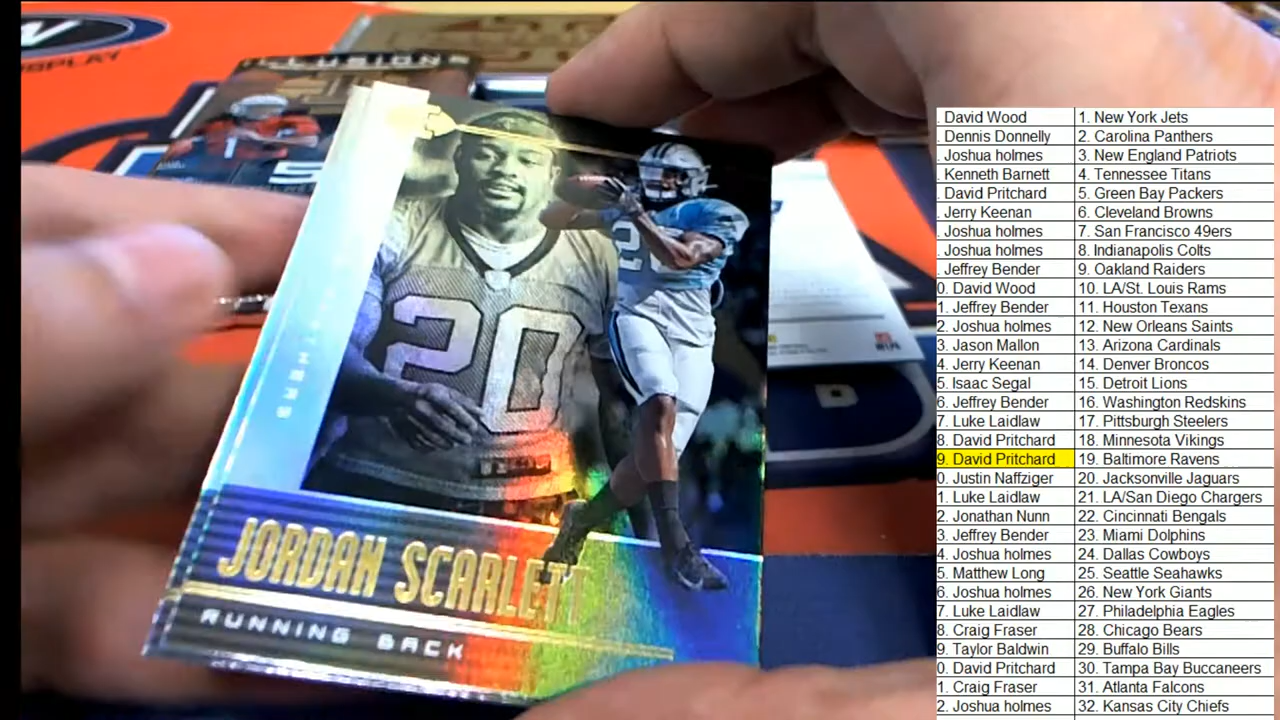 ILLUSIONS
20
JORDAN SCARLETT
RUNNING BACK
. David Wood 1. New York Jets
. Dennis Donnelly 2. Carolina Panthers
. Joshua holmes 3. New England Patriots
. Kenneth Barnett 4. Tennessee Titans
. David Pritchard 5. Green Bay Packers
. Jerry Keenan 6. Cleveland Browns
. Joshua holmes 7. San Francisco 49ers
. Joshua holmes 8. Indianapolis Colts
. Jeffrey Bender 9. Oakland Raiders
0. David Wood 10. LA/St. Louis Rams
1. Jeffrey Bender 11. Houston Texans
2. Joshua holmes 12. New Orleans Saints
3. Jason Mallon 13. Arizona Cardinals
4. Jerry Keenan 14. Denver Broncos
5. Isaac Segal 15. Detroit Lions
6. Jeffrey Bender 16. Washington Redskins
7. Luke Laidlaw 17. Pittsburgh Steelers
8. David Pritchard 18. Minnesota Vikings
9. David Pritchard 19. Baltimore Ravens
0. Justin Naffziger 20. Jacksonville Jaguars
1. Luke Laidlaw 21. LA/San Diego Chargers
2. Jonathan Nunn 22. Cincinnati Bengals
3. Jeffrey Bender 23. Miami Dolphins
4. Joshua holmes 24. Dallas Cowboys
5. Matthew Long 25. Seattle Seahawks
6. Joshua holmes 26. New York Giants
7. Luke Laidlaw 27. Philadelphia Eagles
8. Craig Fraser 28. Chicago Bears
9. Taylor Baldwin 29. Buffalo Bills
0. David Pritchard 30. Tampa Bay Buccaneers
1. Craig Fraser 31. Atlanta Falcons
2. Joshua holmes 32. Kansas City Chiefs